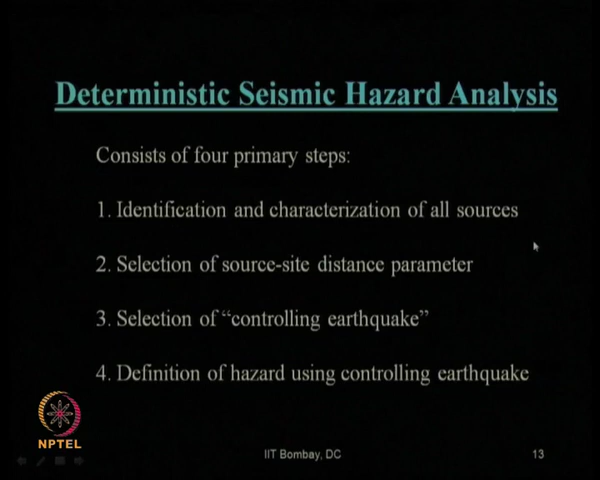 Deterministic Seismic Hazard Analysis
Consists of four primary steps:
1. Identification and characterization of all sources
2. Selection of source-site distance parameter
3. Selection of “controlling earthquake”
4. Definition of hazard using controlling earthquake
NPTEL
IIT Bombay, DC
13